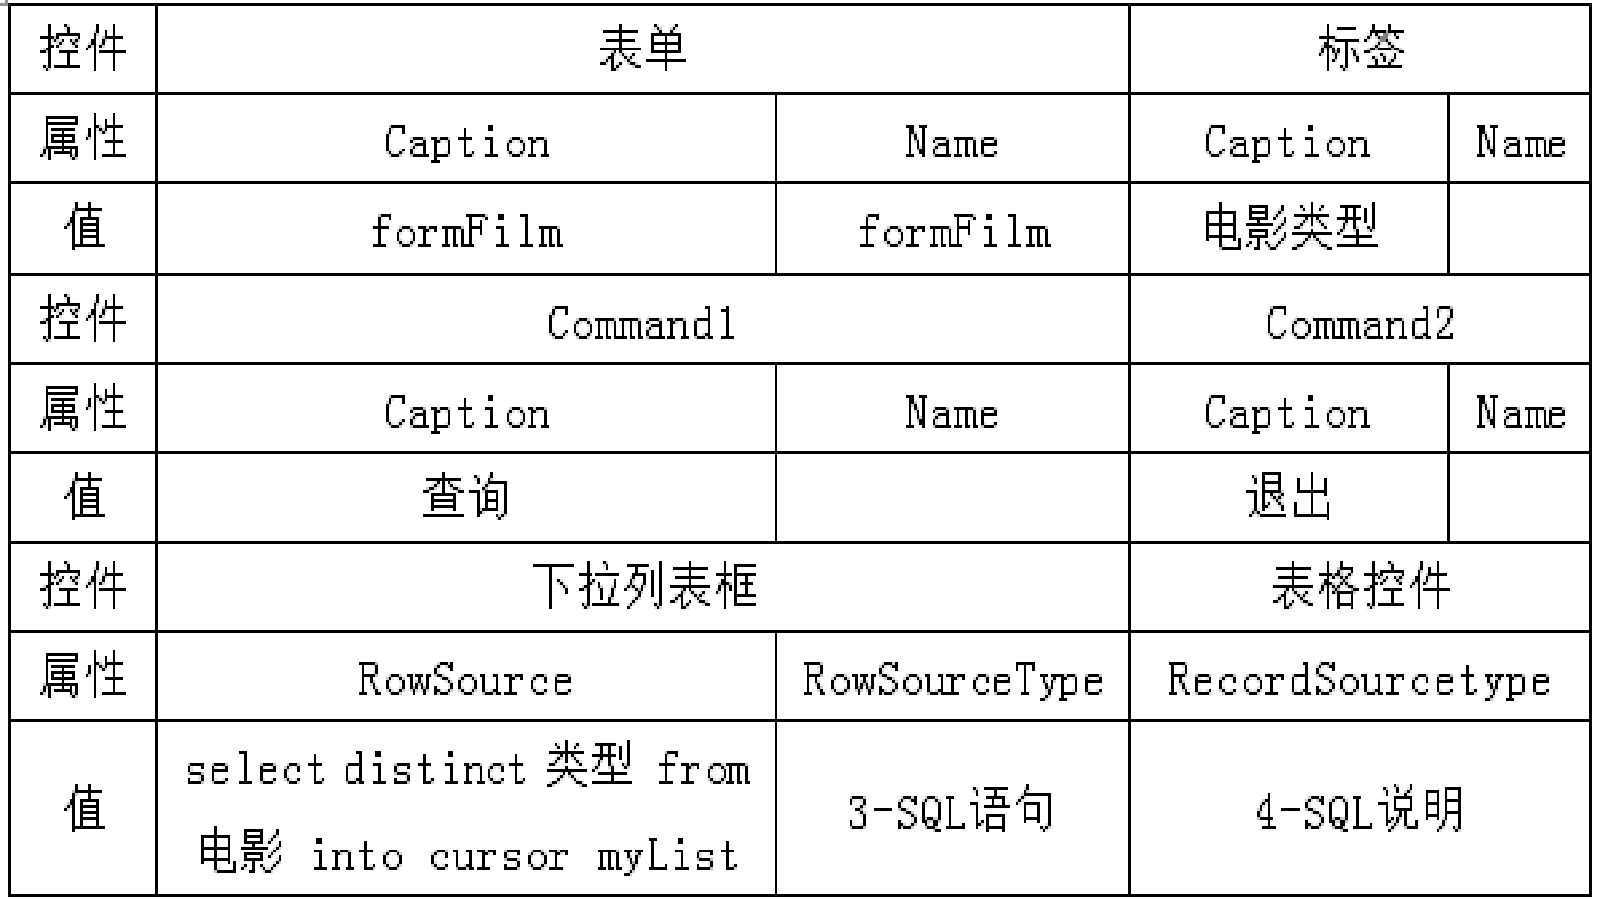 控件 表单 标签
属性 Caption Name Caption Name
值 formFilm formFilm 电影类型
控件 Command1 Command2
属性 Caption Name Caption Name
值 查询 退出
控件 下拉列表框 表格控件
属性 RowSource RowSourceType RecordSourcetype
值 select distinct 类型 from 3-SQL语句 4-SQL说明
电影 into cursor myList